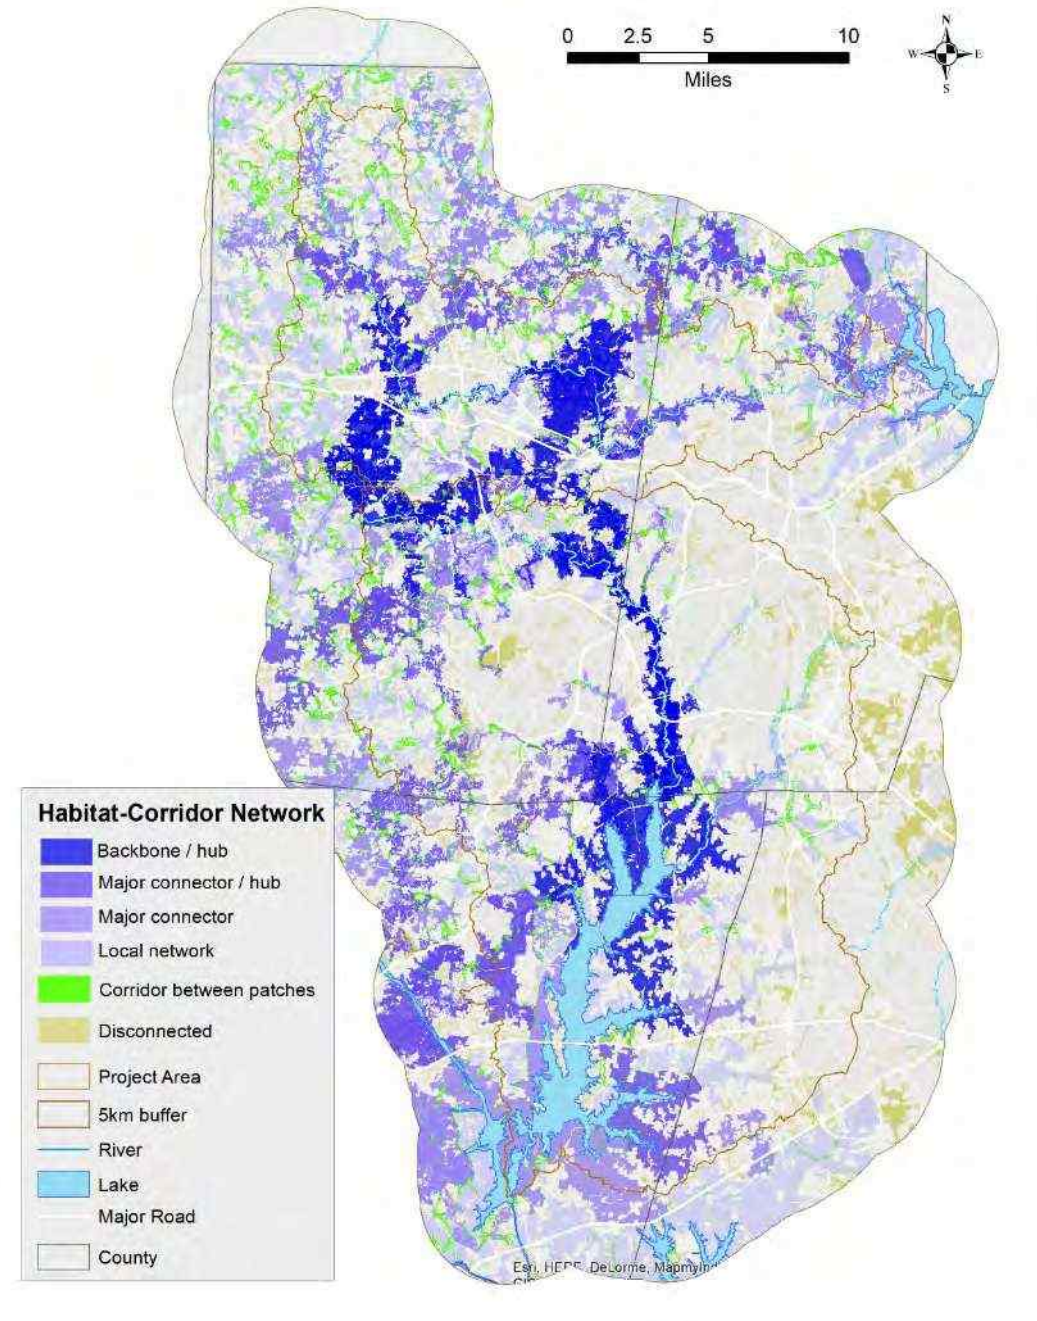 0 2.5 5 10
Miles
N
W E
S
Habitat-Corridor Network
Backbone / hub
Major connector / hub
Major connector
Local network
Corridor between patches
Disconnected
Project Area
5km buffer
River
Lake
Major Road
County
Esri, HERE, DeLorme,